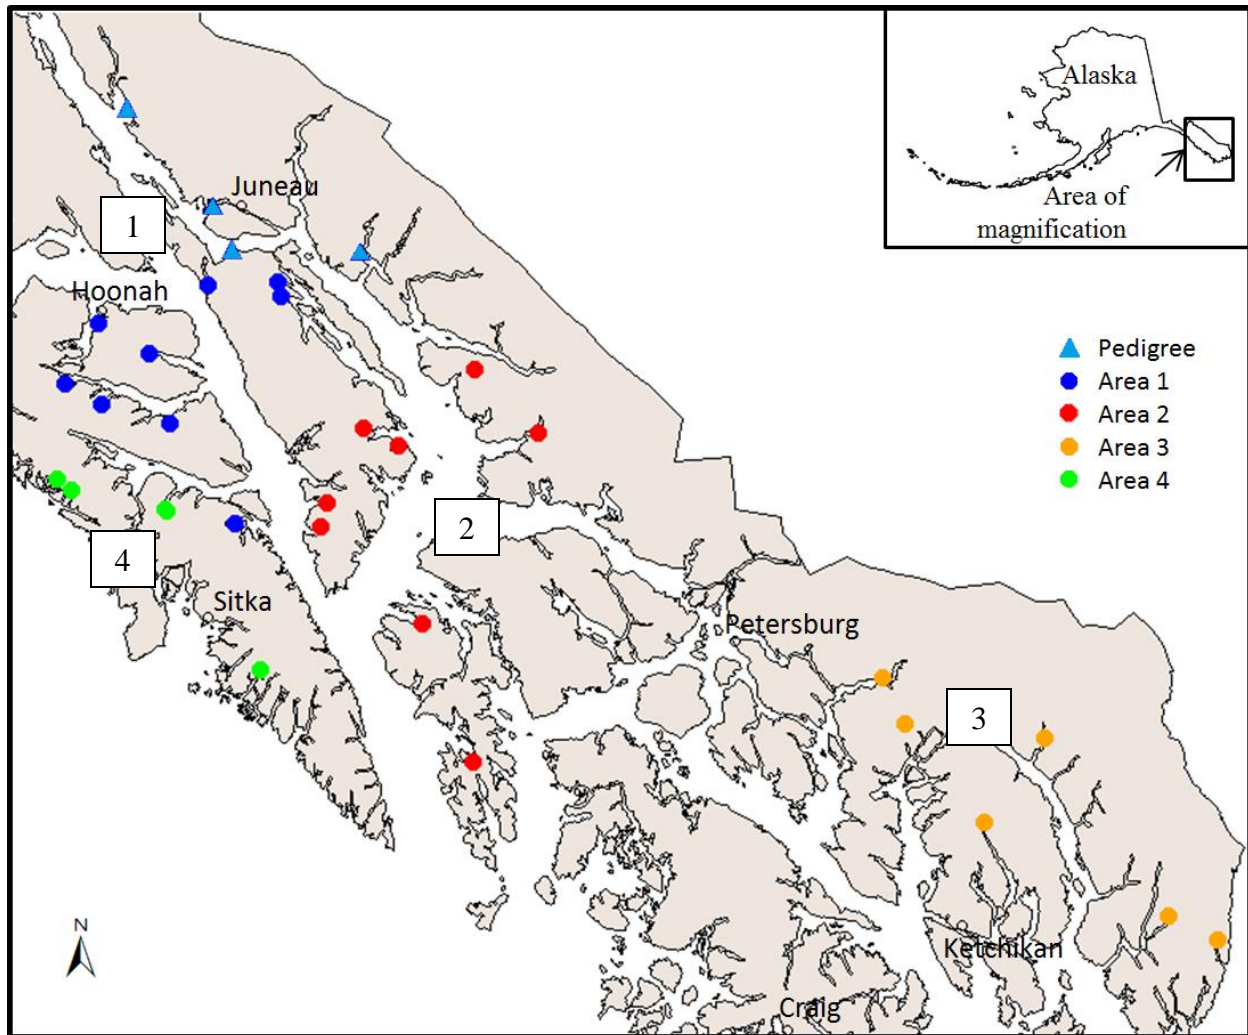 Alaska
Area of
magnification
Juneau
1
Hoonah
Pedigree
Area 1
Area 2
Area 3
Area 4
2
4
Sitka
Petersburg
3
N
Ketchikan
Craig